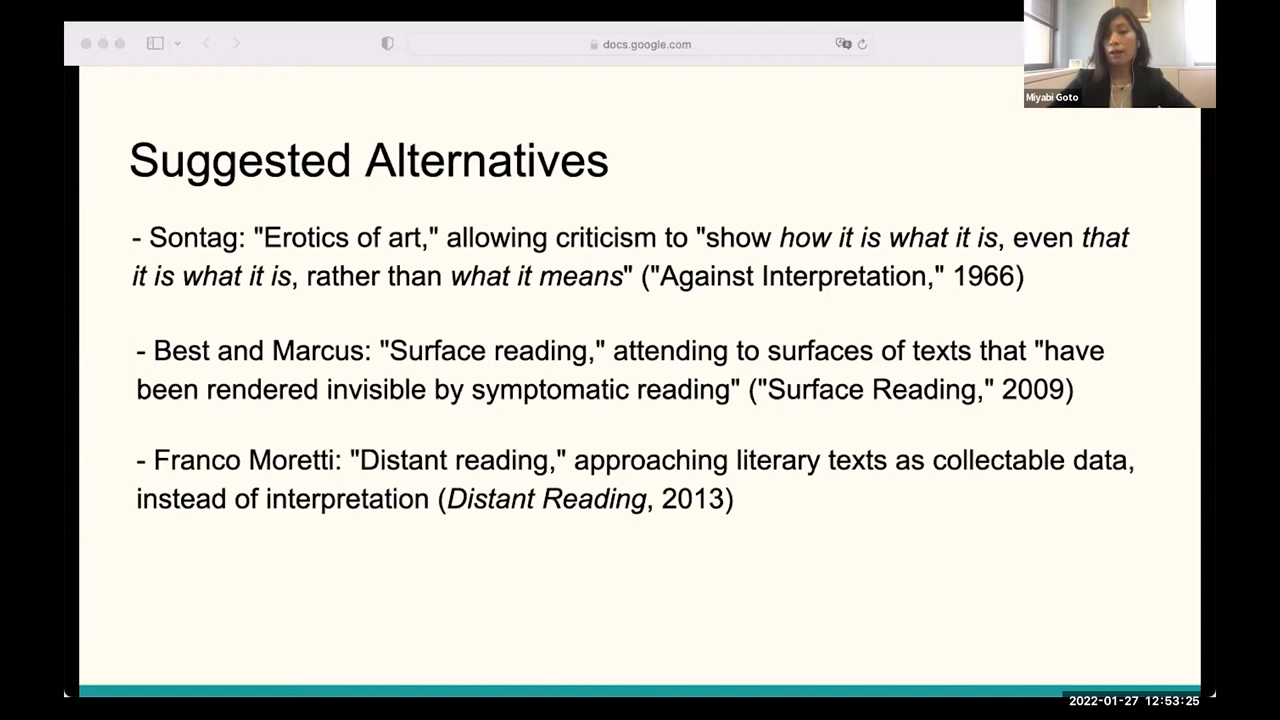 docs.google.com
Miyabi Goto
Suggested Alternatives
- Sontag: "Erotics of art," allowing criticism to "show how it is what it is, even that
it is what it is, rather than what it means" ("Against Interpretation," 1966)
- Best and Marcus: "Surface reading," attending to surfaces of texts that "have
been rendered invisible by symptomatic reading" ("Surface Reading," 2009)
- Franco Moretti: "Distant reading," approaching literary texts as collectable data,
instead of interpretation (Distant Reading, 2013)
2022-01-27 12:53:25